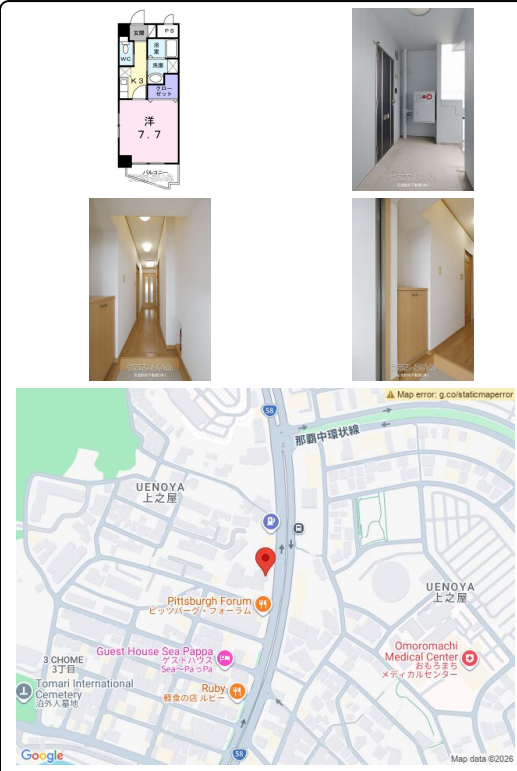 玄関
PS
浴室
WC
洗面
K3
クローゼット
洋
7.7
バルコニー
Map error: g.co/staticmaperror
58
那覇中環状線
UENOYA
上之屋
Pittsburgh Forum
ピッツバーグ・フォーラム
UENOYA
上之屋
Guest House Sea Pappa
ゲストハウス
Sea〜PaっPa
Omoromachi
Medical Center
おもろまち
メディカルセンター
3 CHOME
3丁目
Tomari International
Cemetery
泊外人墓地
Ruby
軽食の店 ルビー
58
Google
Map data ©2026